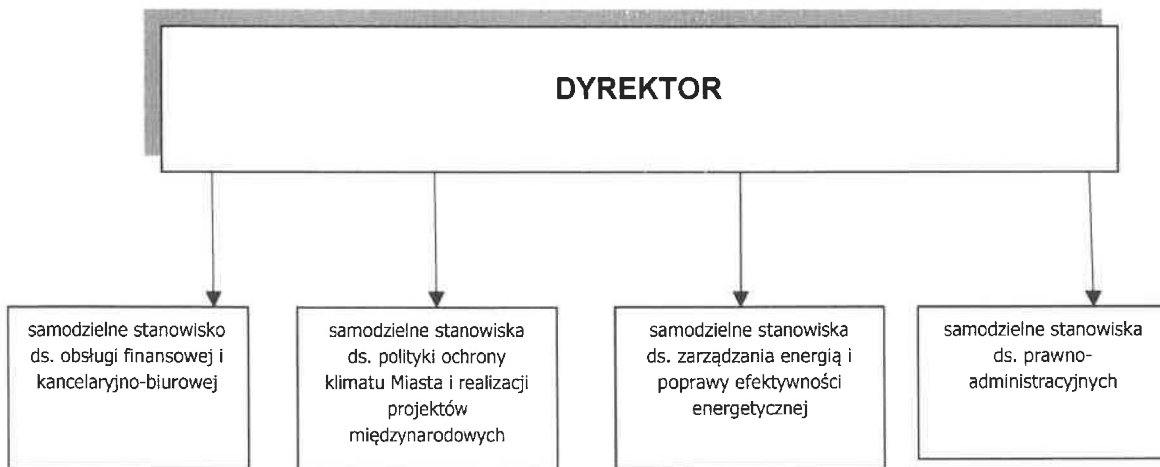 DYREKTOR
samodzielne stanowisko
ds. obsługi finansowej i
kancelaryjno-biurowej
samodzielne stanowiska
ds. polityki ochrony
klimatu Miasta i realizacji
projektów
międzynarodowych
samodzielne stanowiska
ds. zarządzania energią i
poprawy efektywności
energetycznej
samodzielne stanowiska
ds. prawno-
administracyjnych